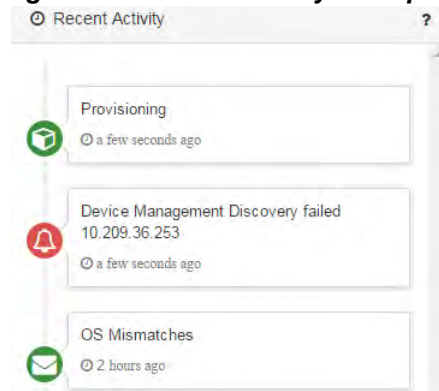 Recent Activity ?
Provisioning
a few seconds ago
Device Management Discovery failed
10.209.36.253
a few seconds ago
OS Mismatches
2 hours ago